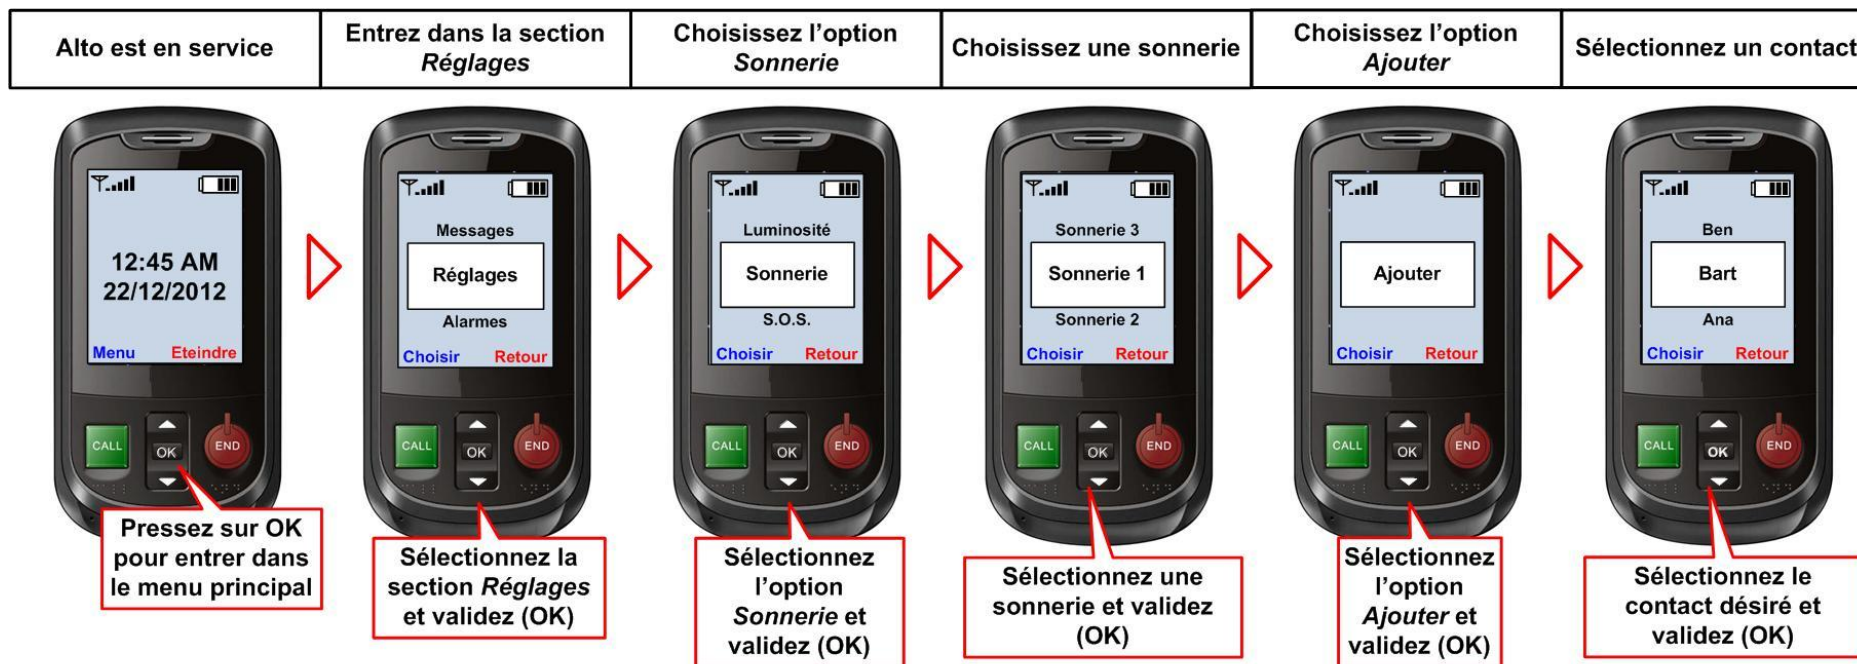 Alto est en service
Entrez dans la section
Réglages
Choisissez l'option
Sonnerie
Choisissez une sonnerie
Choisissez l'option
Ajouter
Sélectionnez un contact
12:45 AM
22/12/2012
Menu Eteindre
CALL OK END
Pressez sur OK
pour entrer dans
le menu principal
Messages
Réglages
Alarmes
Choisir Retour
CALL OK END
Sélectionnez la
section Réglages
et validez (OK)
Luminosité
Sonnerie
S.O.S.
Choisir Retour
CALL OK END
Sélectionnez
l'option
Sonnerie et
validez (OK)
Sonnerie 3
Sonnerie 1
Sonnerie 2
Choisir Retour
CALL OK END
Sélectionnez une
sonnerie et validez
(OK)
Ajouter
Choisir Retour
CALL OK END
Sélectionnez
l'option
Ajouter et
validez (OK)
Ben
Bart
Ana
Choisir Retour
CALL OK END
Sélectionnez le
contact désiré et
validez (OK)